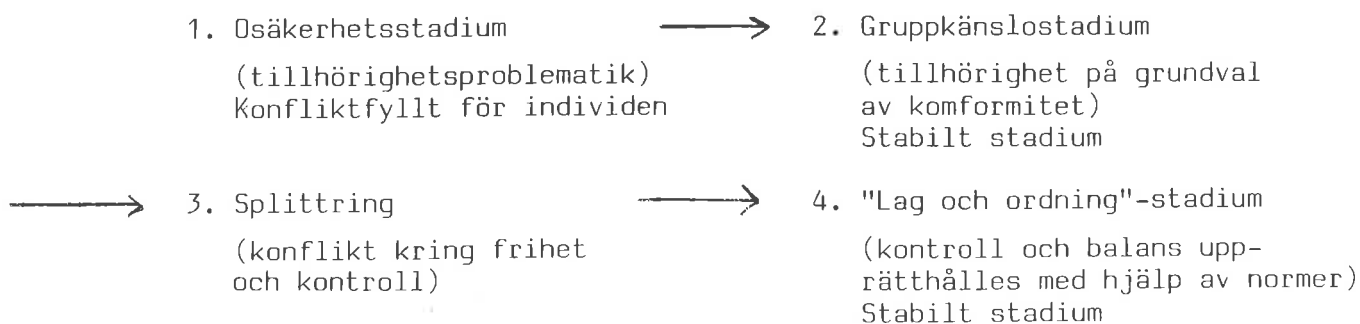 1. Osäkerhetsstadium
(tillhörighetsproblematik)
Konfliktfyllt för individen
2. Gruppkänslostadium
(tillhörighet på grundval
av komformitet)
Stabilt stadium
3. Splittring
(konflikt kring frihet
och kontroll)
4. "Lag och ordning"-stadium
(kontroll och balans upp-
rätthålles med hjälp av normer)
Stabilt stadium